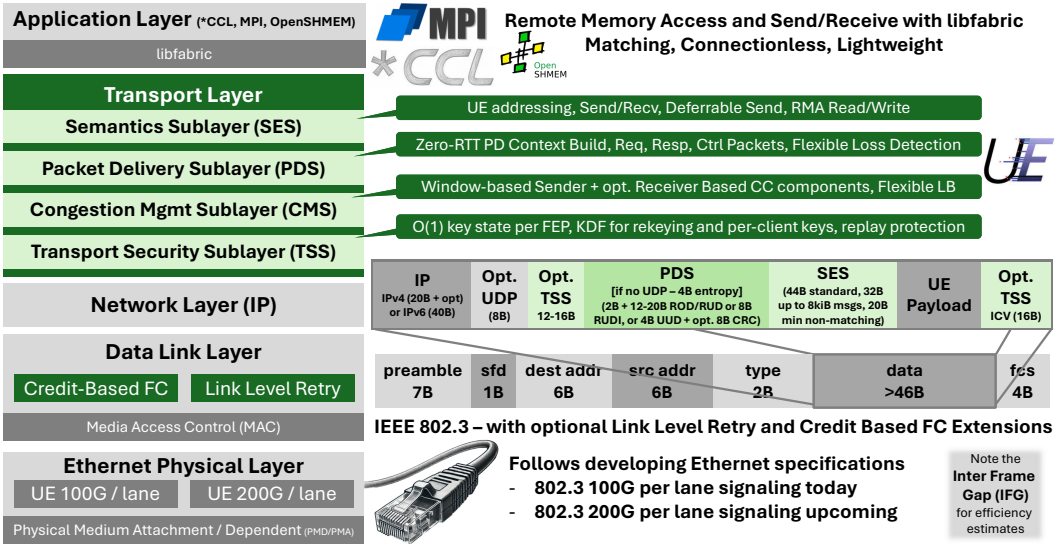 Application Layer (*CCL, MPI, OpenSHMEM)
libfabric
Transport Layer
Semantics Sublayer (SES)
Packet Delivery Sublayer (PDS)
Congestion Mgmt Sublayer (CMS)
Transport Security Sublayer (TSS)
Network Layer (IP)
Data Link Layer
Credit-Based FC
Link Level Retry
Media Access Control (MAC)
Ethernet Physical Layer
UE 100G / lane
UE 200G / lane
Physical Medium Attachment / Dependent (PMD/PMA)
MPI
*CCL
Open
SHMEM
Remote Memory Access and Send/Receive with libfabric
Matching, Connectionless, Lightweight
UE addressing, Send/Recv, Deferrable Send, RMA Read/Write
Zero-RTT PD Context Build, Req, Resp, Ctrl Packets, Flexible Loss Detection
Window-based Sender + opt. Receiver Based CC components, Flexible LB
O(1) key state per FEP, KDF for rekeying and per-client keys, replay protection
UE
IP
IPv4 (20B + opt)
or IPv6 (40B)
Opt.
UDP
(8B)
Opt.
TSS
12-16B
PDS
[if no UDP – 4B entropy]
(2B + 12-20B ROD/RUD or 8B
RUDI, or 4B UUD + opt. 8B CRC)
SES
(44B standard, 32B
up to 8kiB msgs, 20B
min non-matching)
UE
Payload
Opt.
TSS
ICV (16B)
preamble
7B
sfd
1B
dest addr
6B
src addr
6B
type
2B
data
>46B
fcs
4B
IEEE 802.3 – with optional Link Level Retry and Credit Based FC Extensions
Follows developing Ethernet specifications
- 802.3 100G per lane signaling today
- 802.3 200G per lane signaling upcoming
Note the
Inter Frame
Gap (IFG)
for efficiency
estimates